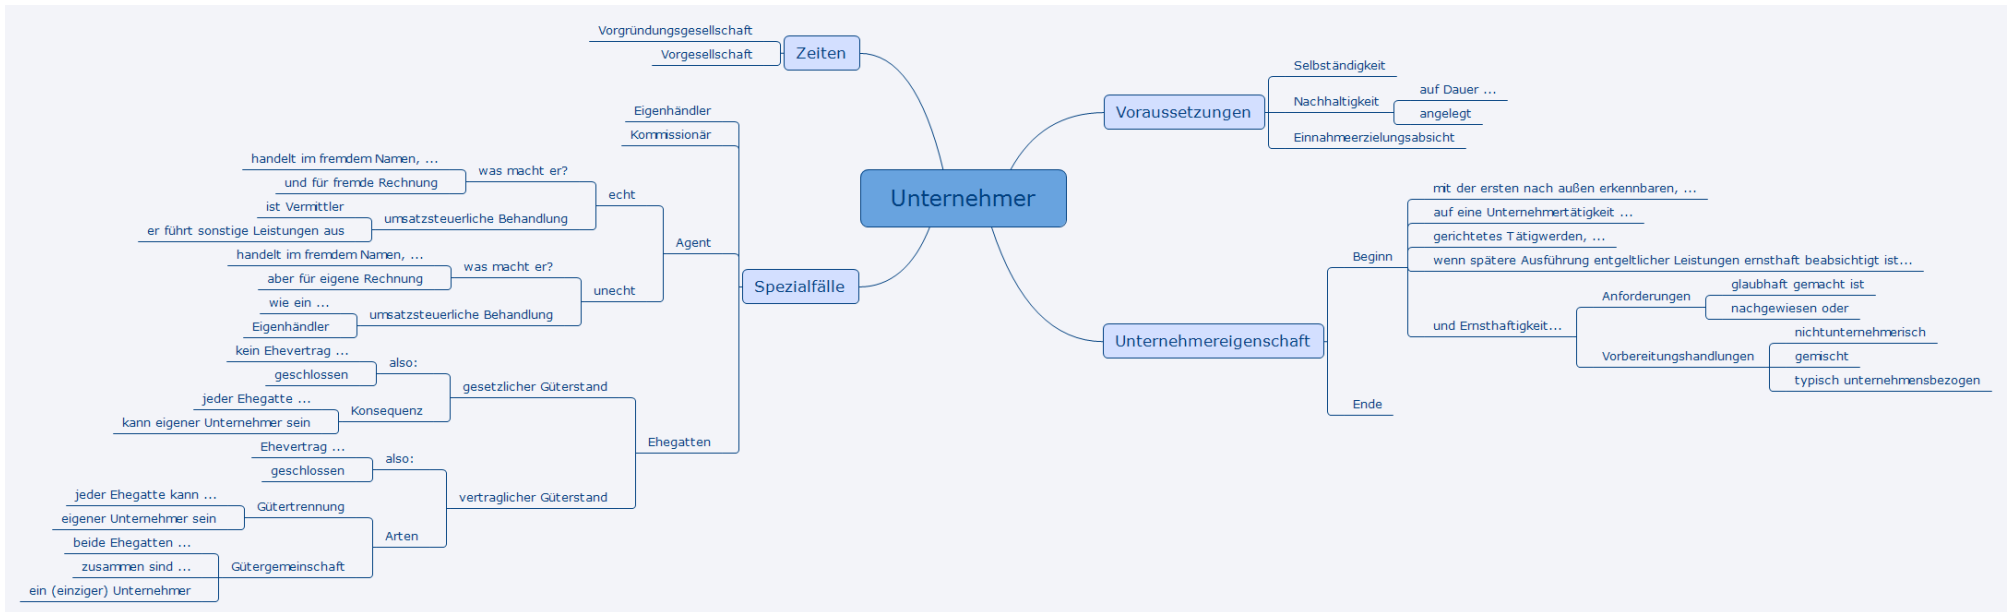 Unternehmer
Zeiten
Vorgründungsgesellschaft
Vorgesellschaft
Spezialfälle
Eigenhändler
Kommissionär
Agent
echt
was macht er?
handelt im fremdem Namen, ...
und für fremde Rechnung
umsatzsteuerliche Behandlung
ist Vermittler
er führt sonstige Leistungen aus
unecht
was macht er?
handelt im fremdem Namen, ...
aber für eigene Rechnung
umsatzsteuerliche Behandlung
wie ein ...
Eigenhändler
Ehegatten
gesetzlicher Güterstand
also:
kein Ehevertrag ...
geschlossen
Konsequenz
jeder Ehegatte ...
kann eigener Unternehmer sein
vertraglicher Güterstand
also:
Ehevertrag ...
geschlossen
Arten
Gütertrennung
jeder Ehegatte kann ...
eigener Unternehmer sein
Gütergemeinschaft
beide Ehegatten ...
zusammen sind ...
ein (einziger) Unternehmer
Voraussetzungen
Selbständigkeit
Nachhaltigkeit
auf Dauer ...
angelegt
Einnahmeerzielungsabsicht
Unternehmereigenschaft
Beginn
mit der ersten nach außen erkennbaren, ...
auf eine Unternehmertätigkeit ...
gerichtetes Tätigwerden, ...
wenn spätere Ausführung entgeltlicher Leistungen ernsthaft beabsichtigt ist...
und Ernsthaftigkeit...
Anforderungen
glaubhaft gemacht ist
nachgewiesen oder
Vorbereitungshandlungen
nichtunternehmerisch
gemischt
typisch unternehmensbezogen
Ende